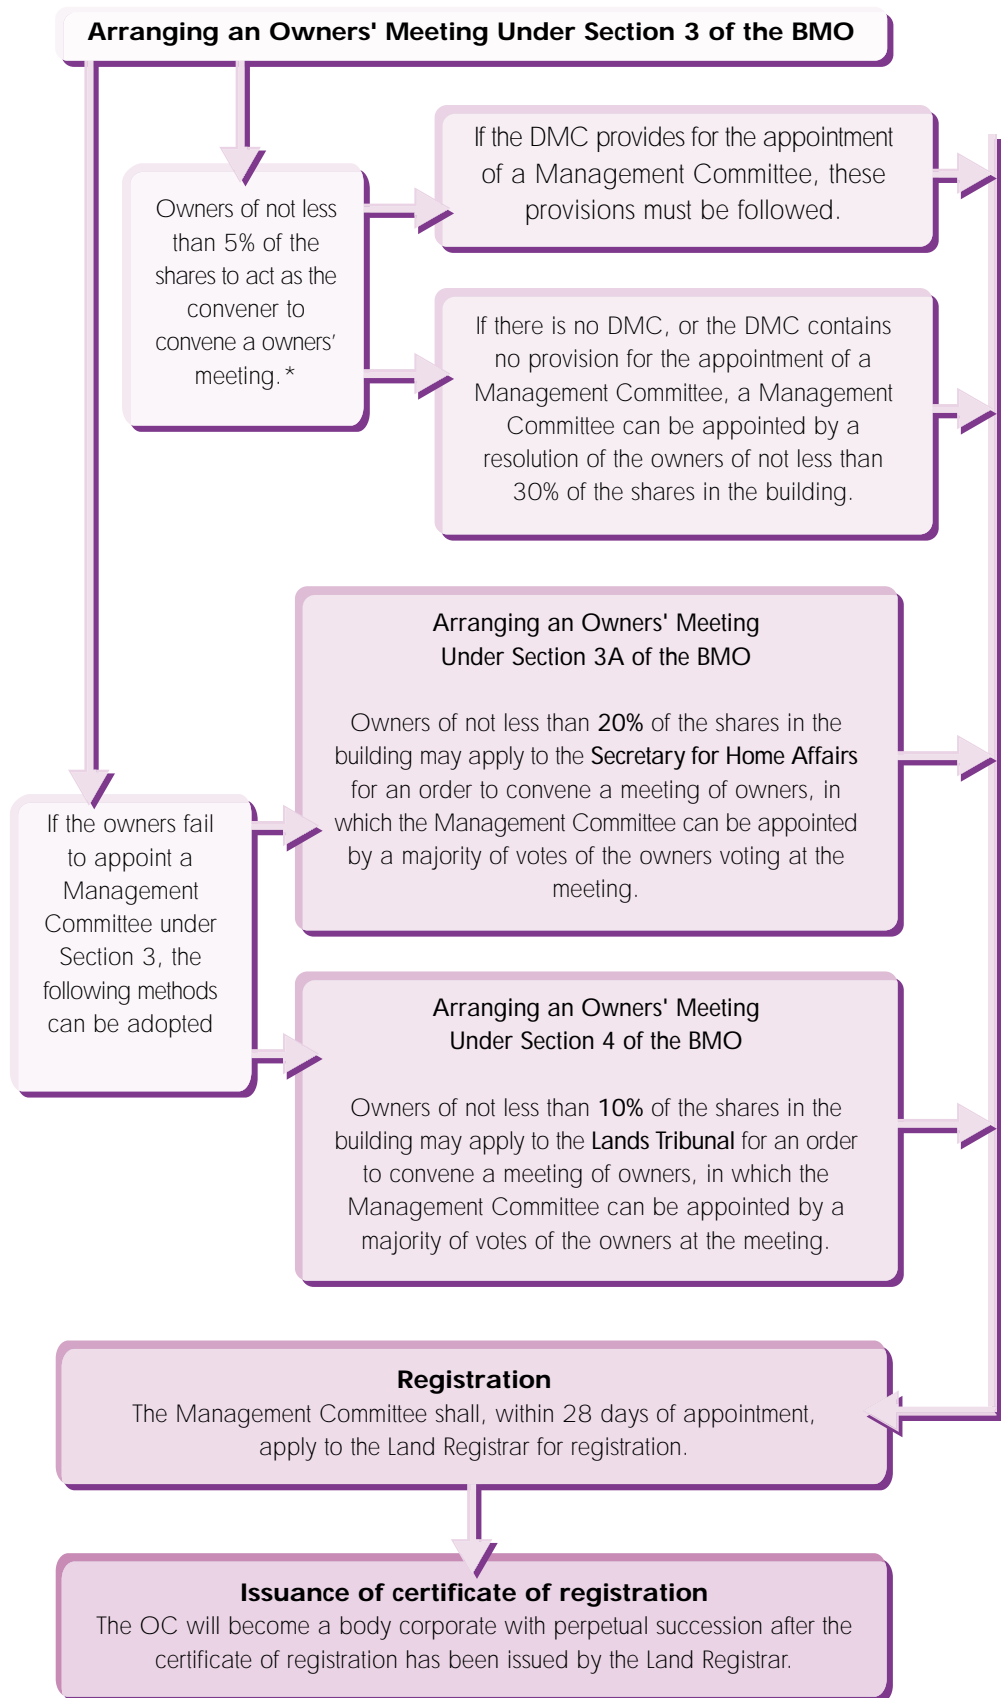 Arranging an Owners' Meeting Under Section 3 of the BMO
Owners of not less
than 5% of the
shares to act as the
convener to
convene a owners'
meeting.*
If the DMC provides for the appointment
of a Management Committee, these
provisions must be followed.
If there is no DMC, or the DMC contains
no provision for the appointment of a
Management Committee, a Management
Committee can be appointed by a
resolution of the owners of not less than
30% of the shares in the building.
If the owners fail
to appoint a
Management
Committee under
Section 3, the
following methods
can be adopted
Arranging an Owners' Meeting
Under Section 3A of the BMO
Owners of not less than 20% of the shares in the
building may apply to the Secretary for Home Affairs
for an order to convene a meeting of owners, in
which the Management Committee can be appointed
by a majority of votes of the owners voting at the
meeting.
Arranging an Owners' Meeting
Under Section 4 of the BMO
Owners of not less than 10% of the shares in the
building may apply to the Lands Tribunal for an order
to convene a meeting of owners, in which the
Management Committee can be appointed by a
majority of votes of the owners at the meeting.
Registration
The Management Committee shall, within 28 days of appointment,
apply to the Land Registrar for registration.
Issuance of certificate of registration
The OC will become a body corporate with perpetual succession after the
certificate of registration has been issued by the Land Registrar.